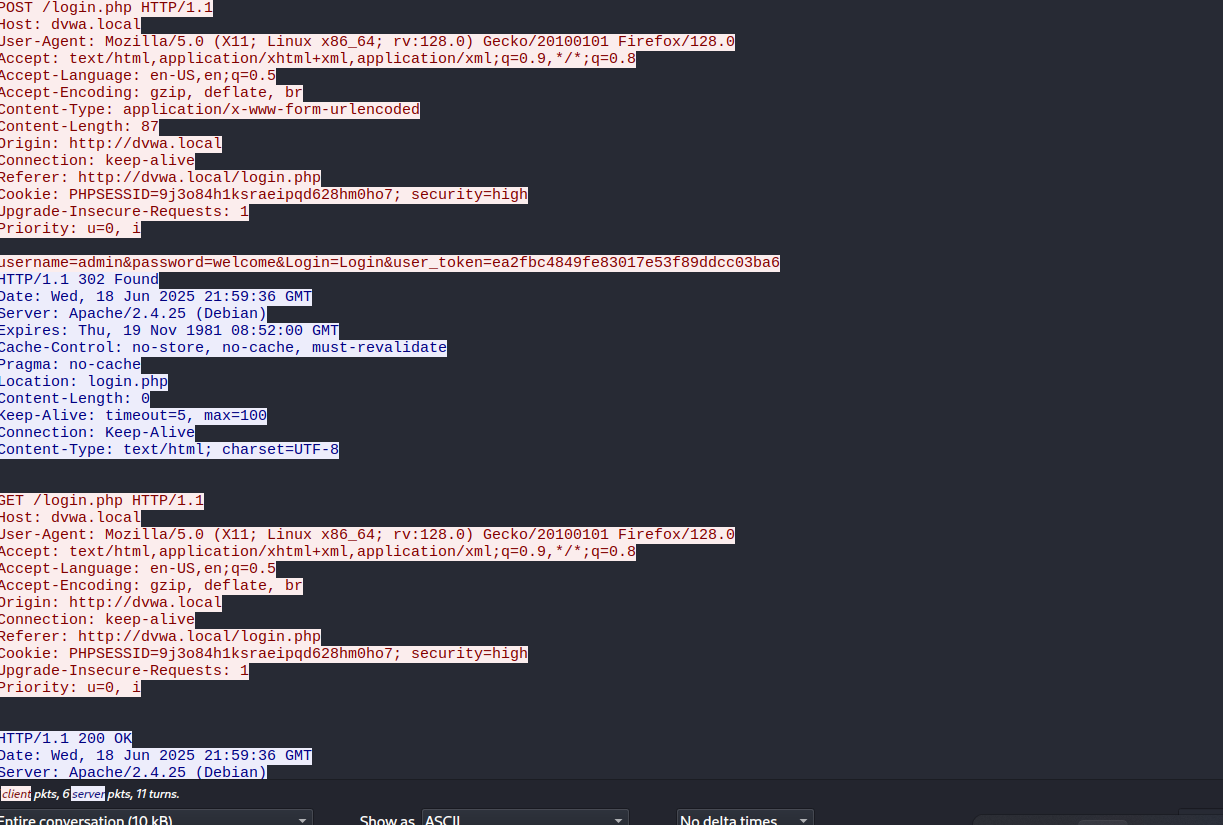 POST /login.php HTTP/1.1
Host: dvwa.local
User-Agent: Mozilla/5.0 (X11; Linux x86_64; rv:128.0) Gecko/20100101 Firefox/128.0
Accept: text/html,application/xhtml+xml,application/xml;q=0.9,*/*;q=0.8
Accept-Language: en-US,en;q=0.5
Accept-Encoding: gzip, deflate, br
Content-Type: application/x-www-form-urlencoded
Content-Length: 87
Origin: http://dvwa.local
Connection: keep-alive
Referer: http://dvwa.local/login.php
Cookie: PHPSESSID=9j3o84h1ksraeipqd628hm0ho7; security=high
Upgrade-Insecure-Requests: 1
Priority: u=0, i
username=admin&password=welcome&Login=Login&user_token=ea2fbc4849fe83017e53f89ddcc03ba6
HTTP/1.1 302 Found
Date: Wed, 18 Jun 2025 21:59:36 GMT
Server: Apache/2.4.25 (Debian)
Expires: Thu, 19 Nov 1981 08:52:00 GMT
Cache-Control: no-store, no-cache, must-revalidate
Pragma: no-cache
Location: login.php
Content-Length: 0
Keep-Alive: timeout=5, max=100
Connection: Keep-Alive
Content-Type: text/html; charset=UTF-8
GET /login.php HTTP/1.1
Host: dvwa.local
User-Agent: Mozilla/5.0 (X11; Linux x86_64; rv:128.0) Gecko/20100101 Firefox/128.0
Accept: text/html,application/xhtml+xml,application/xml;q=0.9,*/*;q=0.8
Accept-Language: en-US,en;q=0.5
Accept-Encoding: gzip, deflate, br
Origin: http://dvwa.local
Connection: keep-alive
Referer: http://dvwa.local/login.php
Cookie: PHPSESSID=9j3o84h1ksraeipqd628hm0ho7; security=high
Upgrade-Insecure-Requests: 1
Priority: u=0, i
HTTP/1.1 200 OK
Date: Wed, 18 Jun 2025 21:59:36 GMT
Server: Apache/2.4.25 (Debian)
client pkts, 6 server pkts, 11 turns.
Entire conversation (10 kB) Show as ASCII No delta times